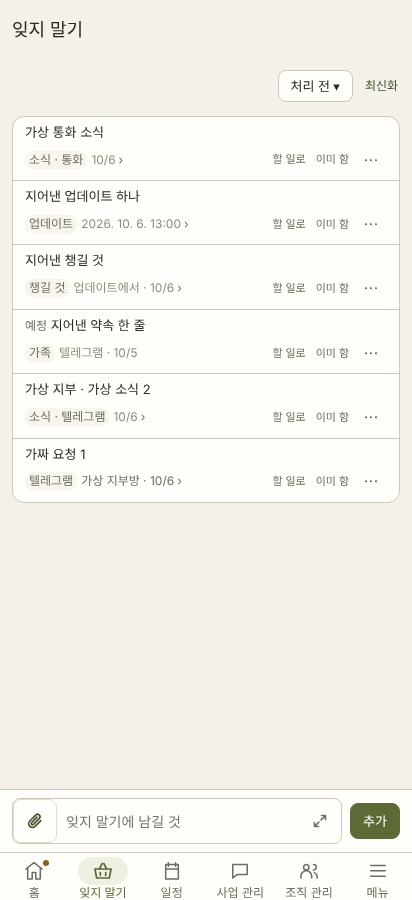 잊지 말기
처리 전 ▾ 최신화
가상 통화 소식
소식 · 통화 10/6 › 할 일로 이미 함 ⋯
지어낸 업데이트 하나
업데이트 2026. 10. 6. 13:00 › 할 일로 이미 함 ⋯
지어낸 챙길 것
챙길 것 업데이트에서 · 10/6 › 할 일로 이미 함 ⋯
예정 지어낸 약속 한 줄
가족 텔레그램 · 10/5 할 일로 이미 함 ⋯
가상 지부 · 가상 소식 2
소식 · 텔레그램 10/6 › 할 일로 이미 함 ⋯
가짜 요청 1
텔레그램 가상 지부방 · 10/6 › 할 일로 이미 함 ⋯
잊지 말기에 남길 것 추가
홈 잊지 말기 일정 사업 관리 조직 관리 메뉴